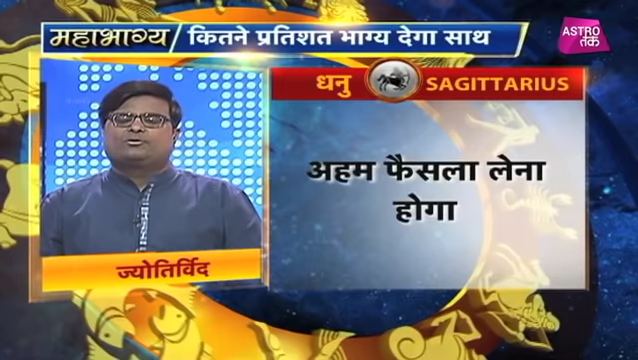 महाभाग्य कितने प्रतिशत भाग्य देगा साथ
ASTRO
तक
धनु SAGITTARIUS
अहम फैसला लेना
होगा
ज्योतिर्विद